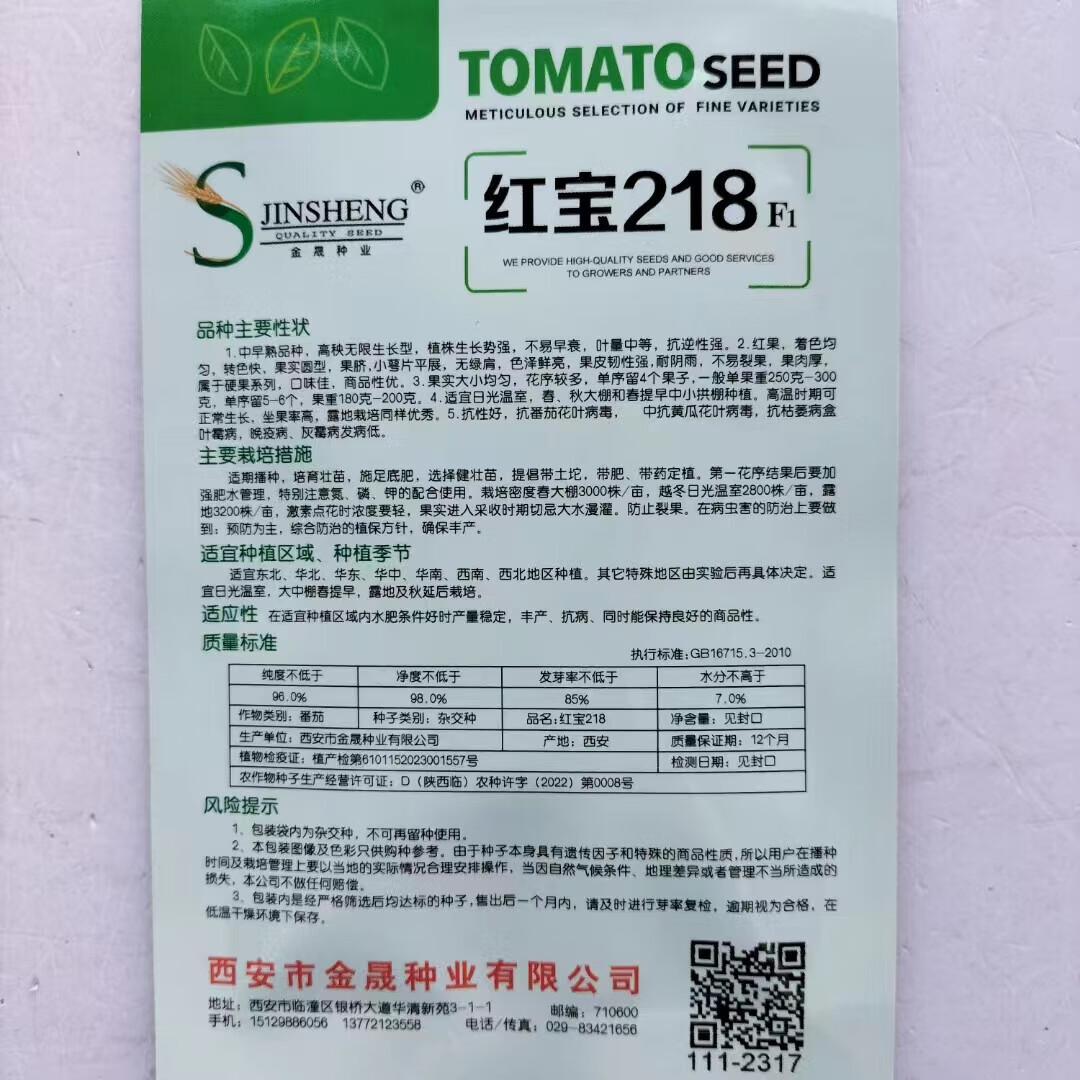 TOMATO SEED
METICULOUS SELECTION OF FINE VARIETIES
S JINSHENG ®
QUALITY SEED
金晟种业
红宝218 F1
WE PROVIDE HIGH-QUALITY SEEDS AND GOOD SERVICES
TO GROWERS AND PARTNERS
品种主要性状
1.中早熟品种，高秧无限生长型，植株生长势强，不易早衰，叶量中等，抗逆性强。2.红果，着色均
匀，转色快，果实圆型，果脐，小萼片平展，无绿肩，色泽鲜亮，果皮韧性强,耐阴雨，不易裂果，果肉厚，
属于硬果系列，口味佳，商品性优。3.果实大小均匀，花序较多，单序留4个果子,一般单果重250克-300
克，单序留5-6个，果重180克-200克。4.适宜日光温室，春、秋大棚和春提早中小拱棚种植。高温时期可
正常生长，坐果率高，露地栽培同样优秀。5.抗性好，抗番茄花叶病毒， 中抗黄瓜花叶病毒，抗枯萎病盒
叶霉病，晚疫病、灰霉病发病低。
主要栽培措施
适期播种，培育壮苗，施足底肥，选择健壮苗，提倡带土坨，带肥、带药定植。第一花序结果后要加
强肥水管理，特别注意氮、磷、钾的配合使用。栽培密度春大棚3000株/亩，越冬日光温室2800株/亩，露
地3200株/亩，激素点花时浓度要轻，果实进入采收时期切忌大水漫灌。防止裂果。在病虫害的防治上要做
到：预防为主，综合防治的植保方针，确保丰产。
适宜种植区域、种植季节
适宜东北、华北、华东、华中、华南、西南、西北地区种植。其它特殊地区由实验后再具体决定。适
宜日光温室，大中棚春提早，露地及秋延后栽培。
适应性 在适宜种植区域内水肥条件好时产量稳定，丰产、抗病、同时能保持良好的商品性。
质量标准
执行标准:GB16715.3-2010
纯度不低于 净度不低于 发芽率不低于 水分不高于
96.0% 98.0% 85% 7.0%
作物类别：番茄 种子类别：杂交种 品名:红宝218 净含量：见封口
生产单位：西安市金晟种业有限公司 产地：西安 质量保证期：12个月
植物检疫证：植产检第6101152023001557号 检测日期：见封口
农作物种子生产经营许可证：D（陕西临）农种许字（2022）第0008号
风险提示
1、包装袋内为杂交种，不可再留种使用。
2、本包装图像及色彩只供购种参考。由于种子本身具有遗传因子和特殊的商品性质,所以用户在播种
时间及栽培管理上要以当地的实际情况合理安排操作，当因自然气候条件、地理差异或者管理不当所造成的
损失，本公司不做任何赔偿。
3、包装内是经严格筛选后均达标的种子,售出后一个月内，请及时进行芽率复检，逾期视为合格，在
低温干燥环境下保存。
西安市金晟种业有限公司
地址：西安市临潼区银桥大道华清新苑3-1-1 邮编：710600
手机：15129886056 13772123558 电话/传真：029-83421656
111-2317